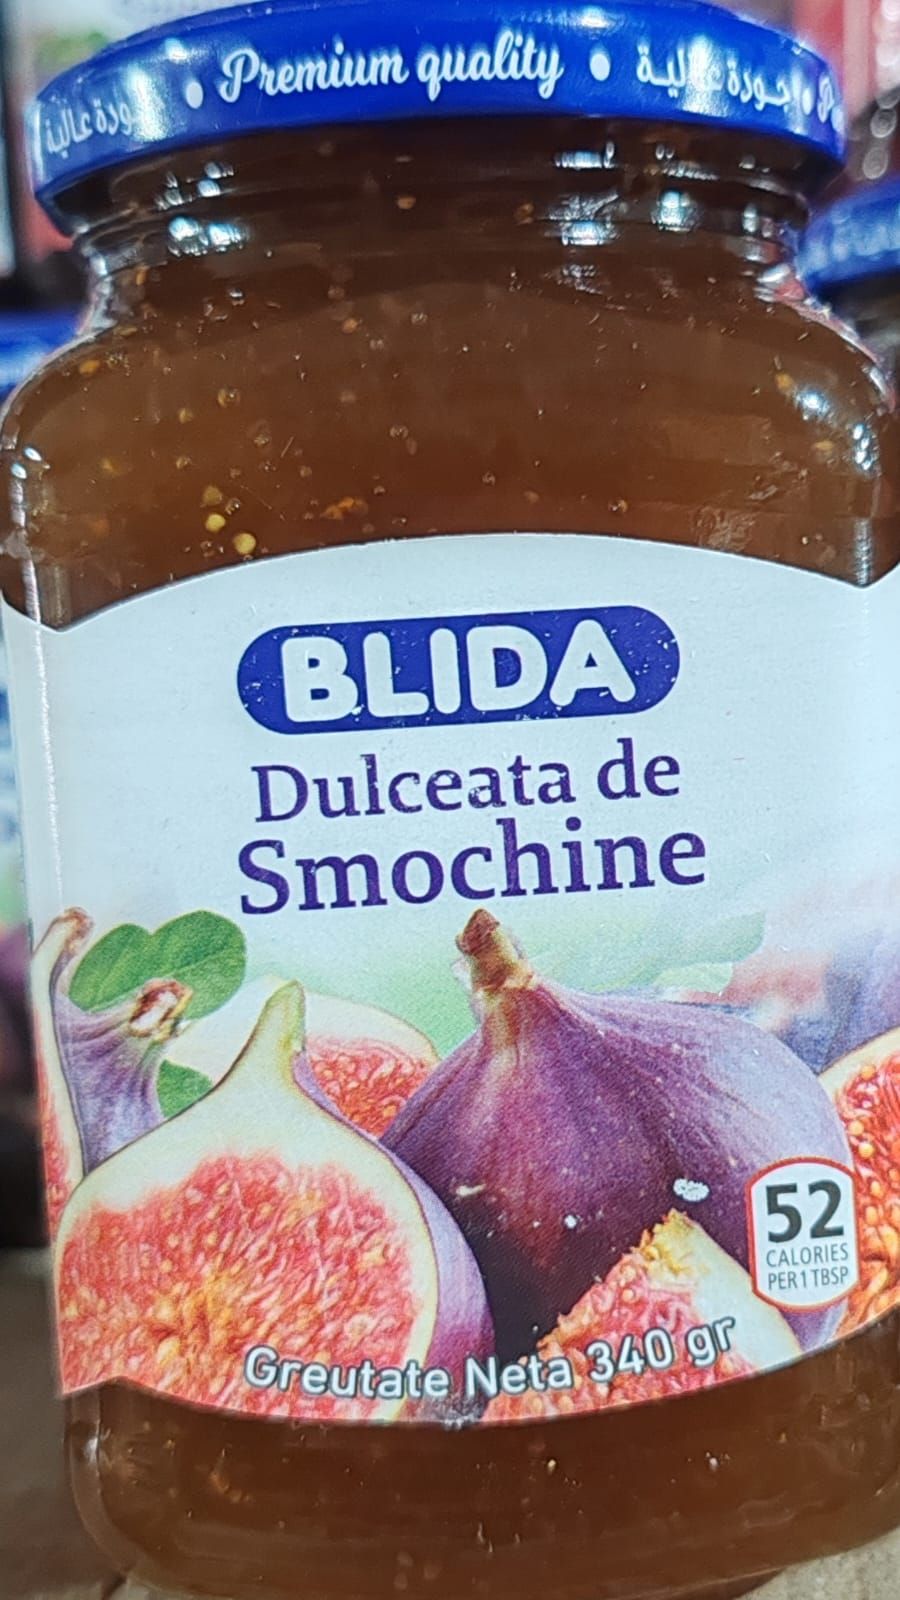 Premium quality • جودة عالية
BLIDA
Dulceata de
Smochine
52
CALORIES
PER 1 TBSP
Greutate Neta 340 gr